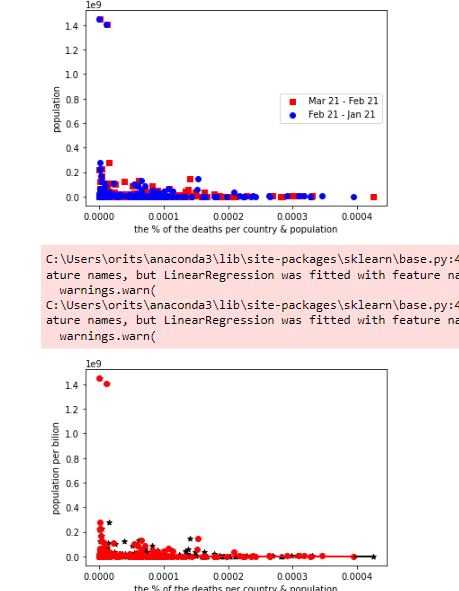 1e9
1.4
1.2
1.0
0.8
0.6
0.4
0.2
0.0
population
Mar 21 - Feb 21
Feb 21 - Jan 21
0.0000 0.0001 0.0002 0.0003 0.0004
the % of the deaths per country & population
C:\Users\orits\anaconda3\lib\site-packages\sklearn\base.py:4
ature names, but LinearRegression was fitted with feature na
warnings.warn(
C:\Users\orits\anaconda3\lib\site-packages\sklearn\base.py:4
ature names, but LinearRegression was fitted with feature na
warnings.warn(
1e9
1.4
1.2
1.0
0.8
0.6
0.4
0.2
0.0
population per bilion
0.0000 0.0001 0.0002 0.0003 0.0004
the % of the deaths per country & population